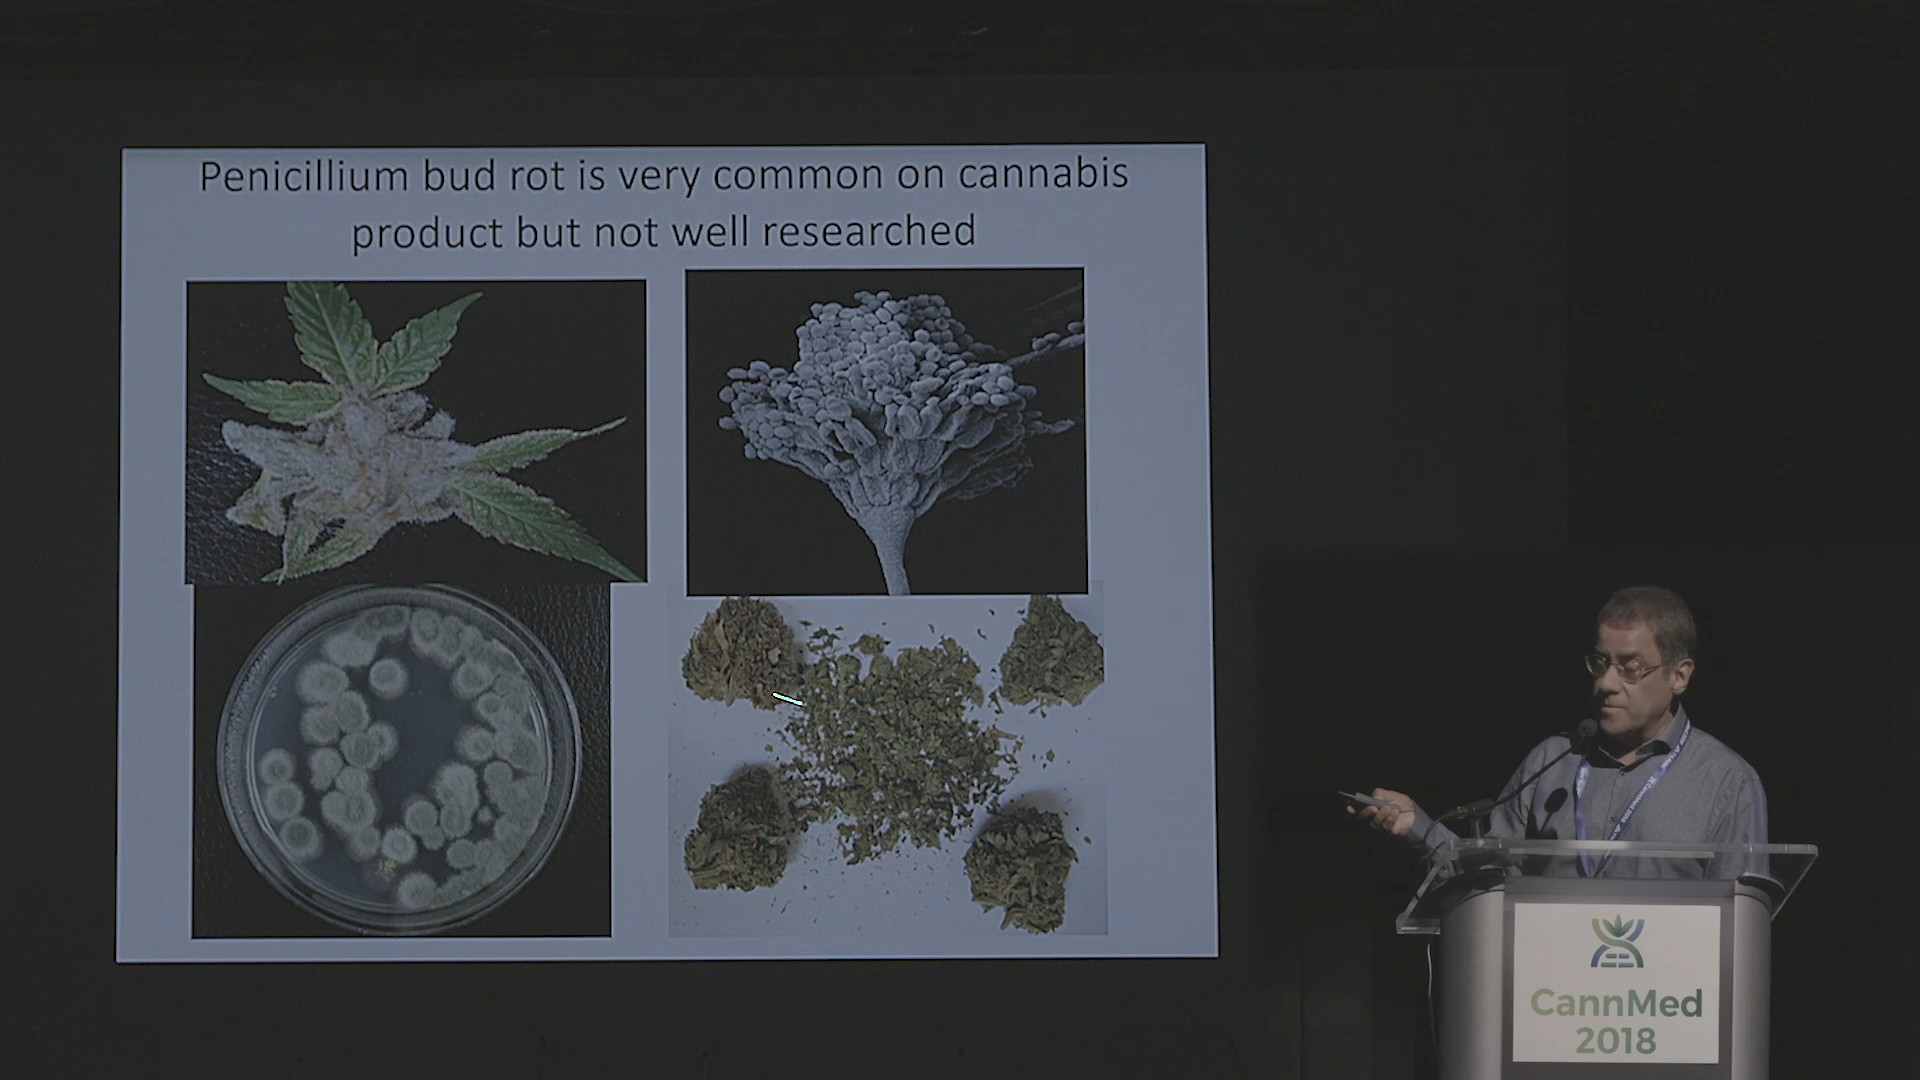 Penicillium bud rot is very common on cannabis
product but not well researched
CannMed
2018